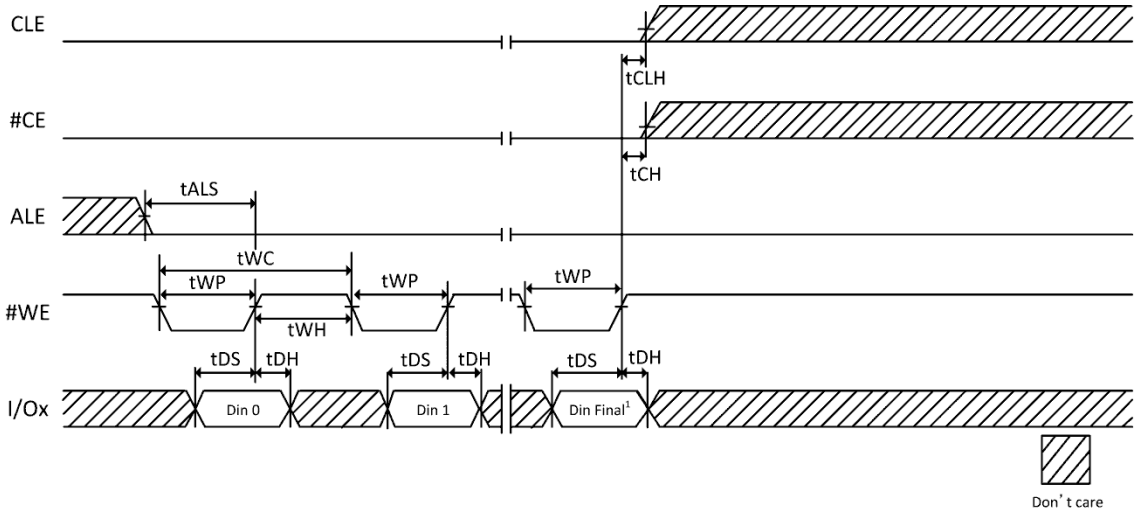 CLE
tCLH
#CE
tCH
tALS
ALE
tWC
tWP tWP tWP
#WE
tWH
tDS tDH tDS tDH tDS tDH
I/Ox Din 0 Din 1 Din Final¹
Don't care